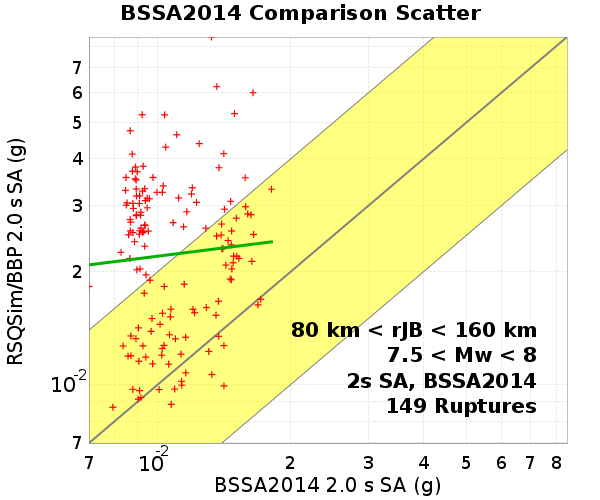 BSSA2014 Comparison Scatter
RSQSim/BBP 2.0 s SA (g)
7
6
5
4
3
2
10-2
7
80 km < rJB < 160 km
7.5 < Mw < 8
2s SA, BSSA2014
149 Ruptures
7 10-2 2 3 4 5 6 7 8
BSSA2014 2.0 s SA (g)